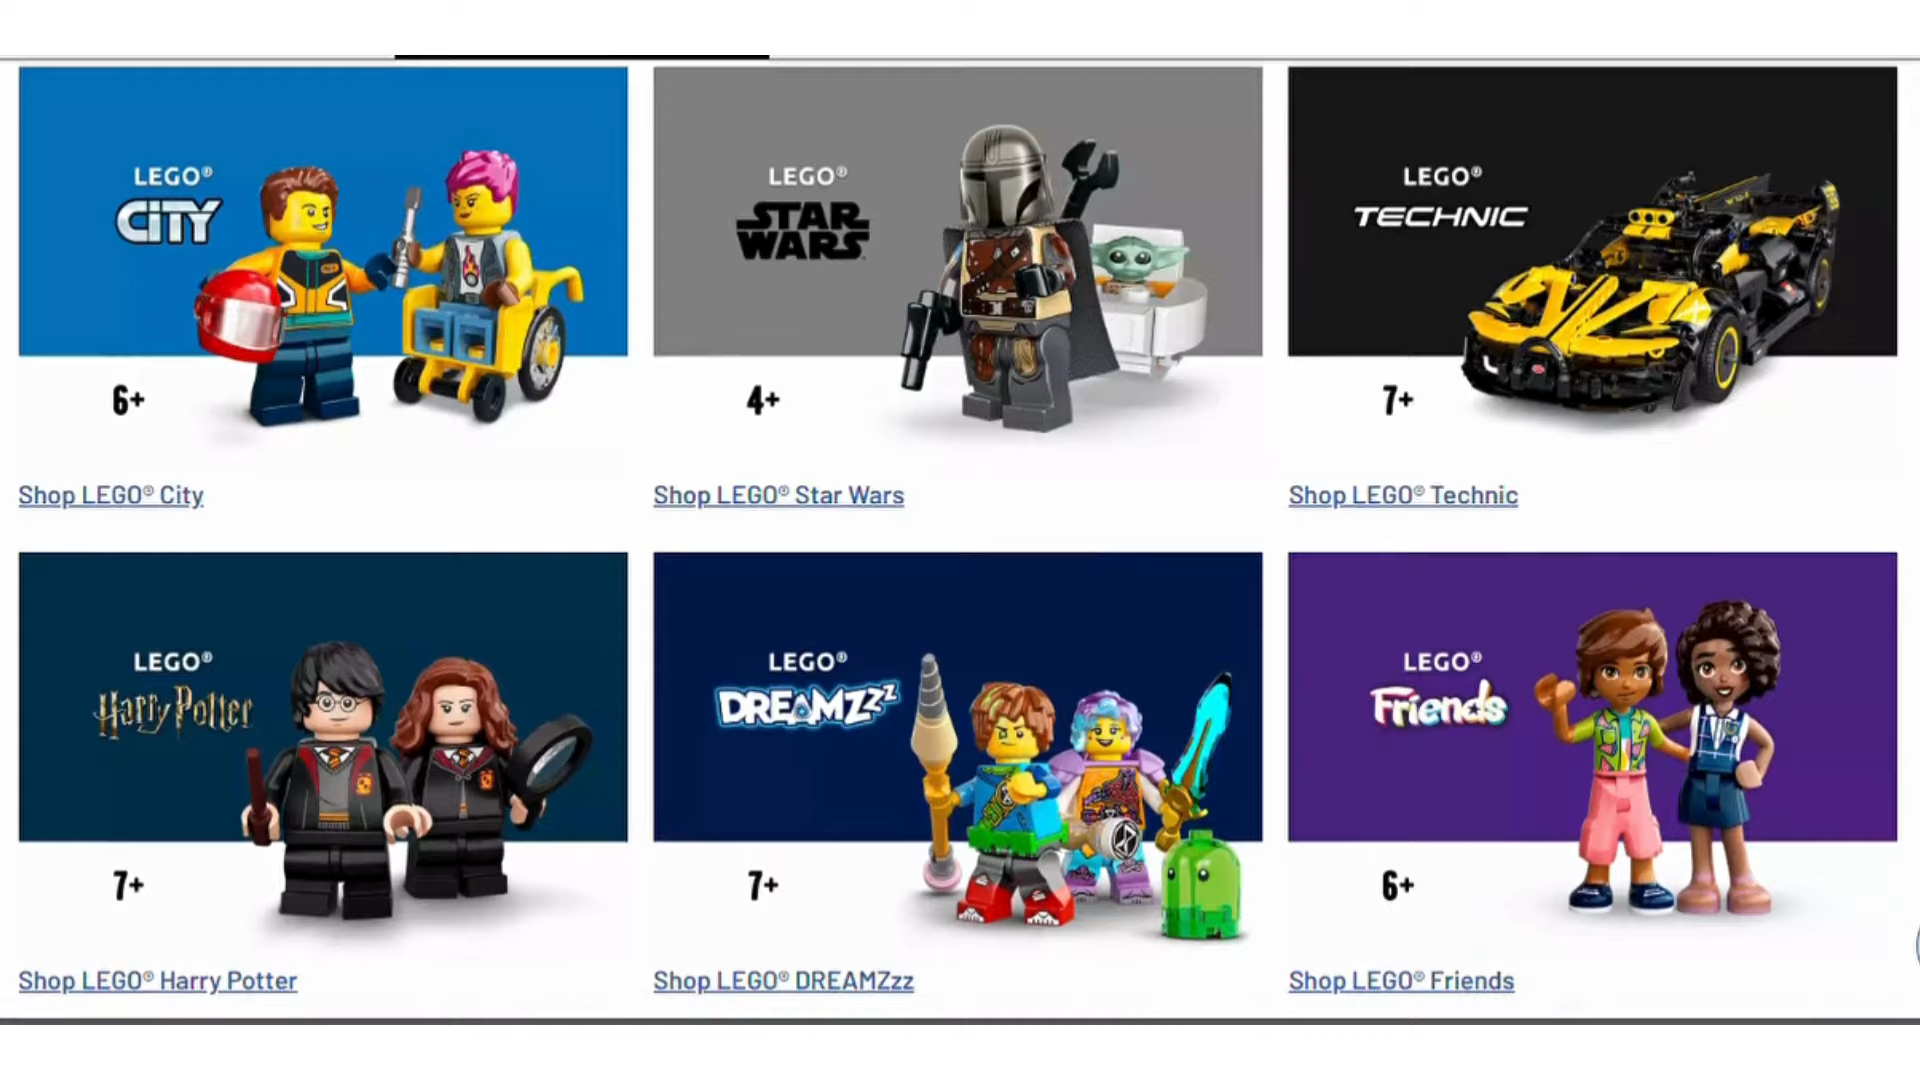 LEGO®
CITY
6+
Shop LEGO® City
LEGO®
STAR
WARS
4+
Shop LEGO® Star Wars
LEGO®
TECHNIC
7+
Shop LEGO® Technic
LEGO®
Harry Potter
7+
Shop LEGO® Harry Potter
LEGO®
DREAMZzz
7+
Shop LEGO® DREAMZzz
LEGO®
Friends
6+
Shop LEGO® Friends